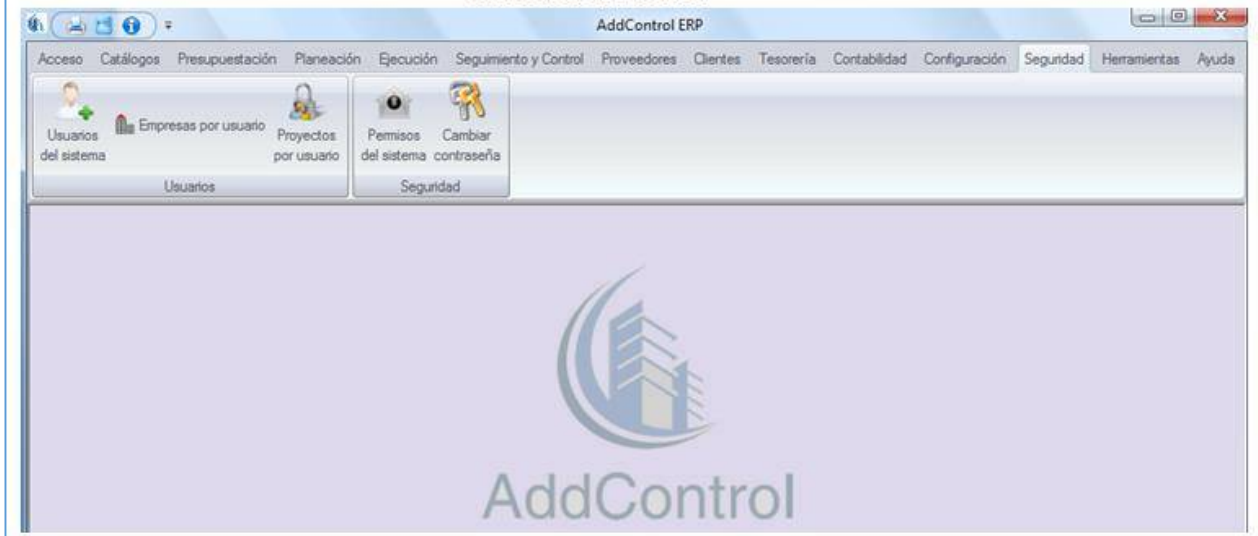 AddControl ERP
Acceso Catálogos Presupuestación Planeación Ejecución Seguimiento y Control Proveedores Clientes Tesorería Contabilidad Configuración Seguridad Herramientas Ayuda
Usuarios
del sistema
Empresas por usuario
Proyectos
por usuario
Usuarios
Permisos
del sistema
Cambiar
contraseña
Seguridad
AddControl